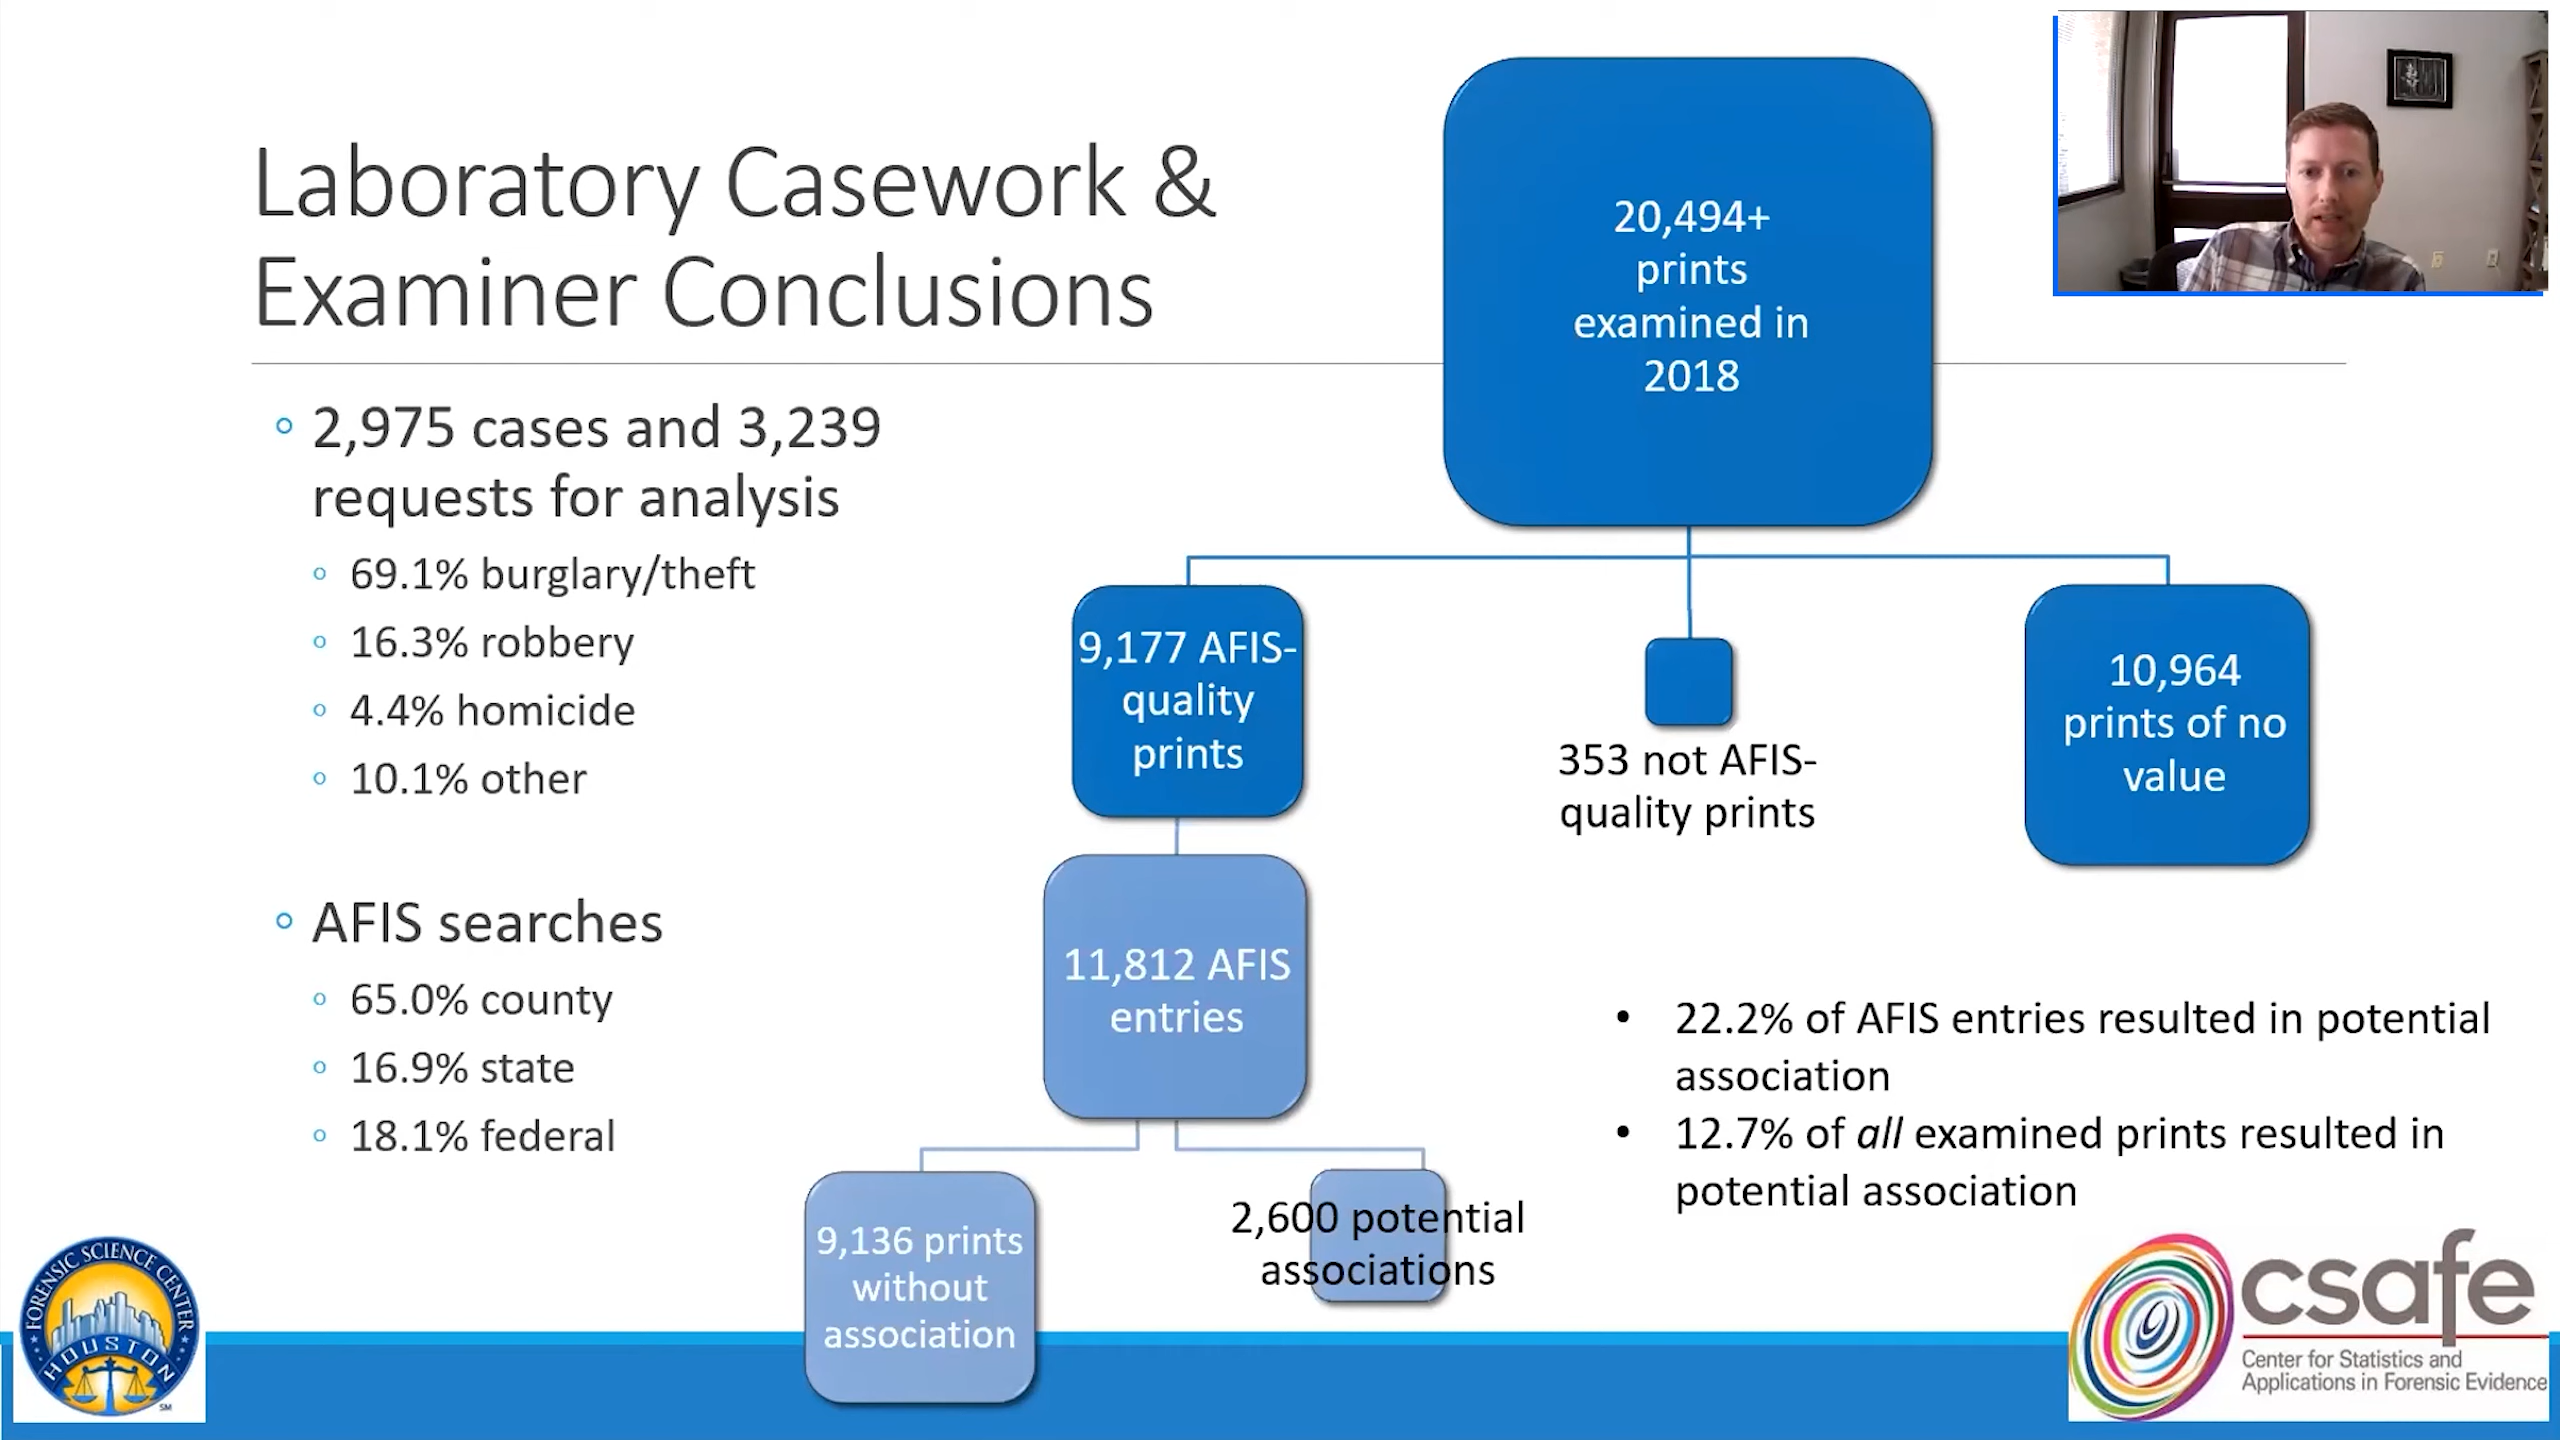 Laboratory Casework &
Examiner Conclusions
◦ 2,975 cases and 3,239
requests for analysis
◦ 69.1% burglary/theft
◦ 16.3% robbery
◦ 4.4% homicide
◦ 10.1% other
◦ AFIS searches
◦ 65.0% county
◦ 16.9% state
◦ 18.1% federal
20,494+
prints
examined in
2018
9,177 AFIS-
quality
prints
353 not AFIS-
quality prints
10,964
prints of no
value
11,812 AFIS
entries
9,136 prints
without
association
2,600 potential
associations
• 22.2% of AFIS entries resulted in potential
association
• 12.7% of all examined prints resulted in
potential association
FORENSIC SCIENCE CENTER
HOUSTON
SM
csafe
Center for Statistics and
Applications in Forensic Evidence